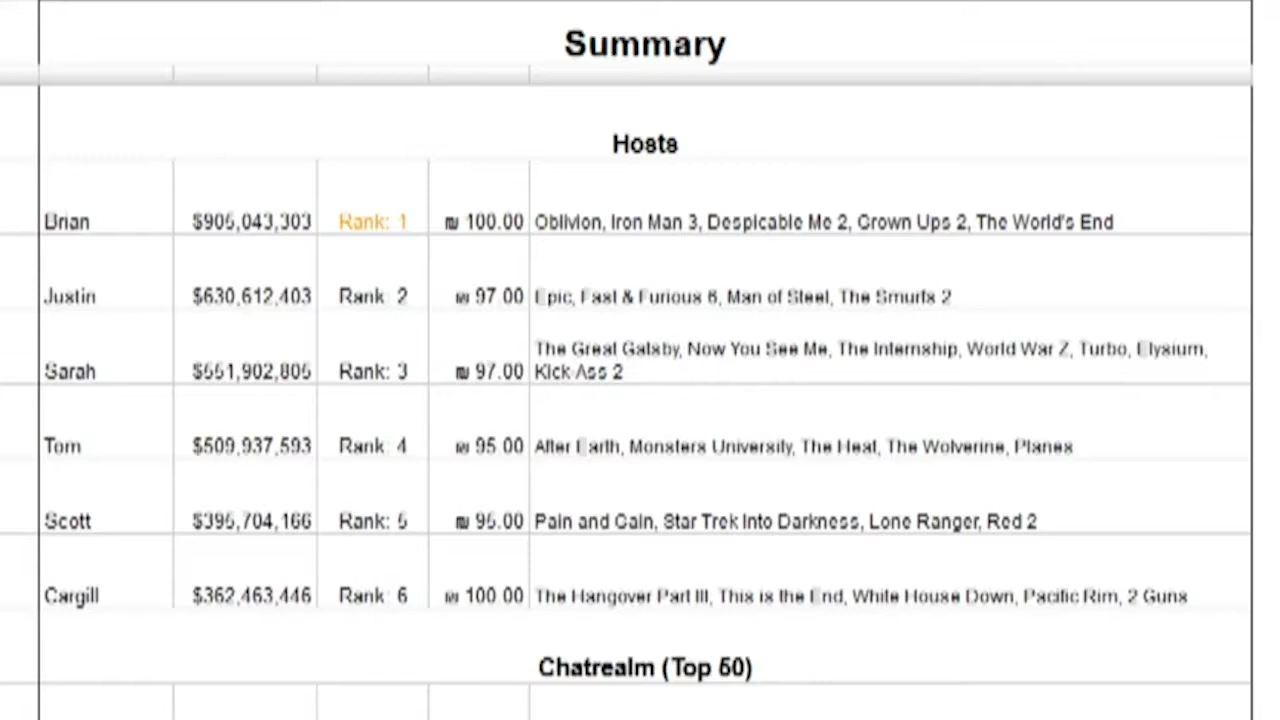 Summary
Hosts
Brian $905,043,303 Rank: 1 ₪ 100.00 Oblivion, Iron Man 3, Despicable Me 2, Grown Ups 2, The World's End
Justin $630,612,403 Rank: 2 ₪ 97.00 Epic, Fast & Furious 6, Man of Steel, The Smurfs 2
The Great Gatsby, Now You See Me, The Internship, World War Z, Turbo, Elysium,
Sarah $551,902,805 Rank: 3 ₪ 97.00 Kick-Ass 2
Tom $509,937,593 Rank: 4 ₪ 95.00 After Earth, Monsters University, The Heat, The Wolverine, Planes
Scott $395,704,166 Rank: 5 ₪ 95.00 Pain and Gain, Star Trek Into Darkness, Lone Ranger, Red 2
Cargill $362,463,446 Rank: 6 ₪ 100.00 The Hangover Part III, This is the End, White House Down, Pacific Rim, 2 Guns
Chatrealm (Top 50)